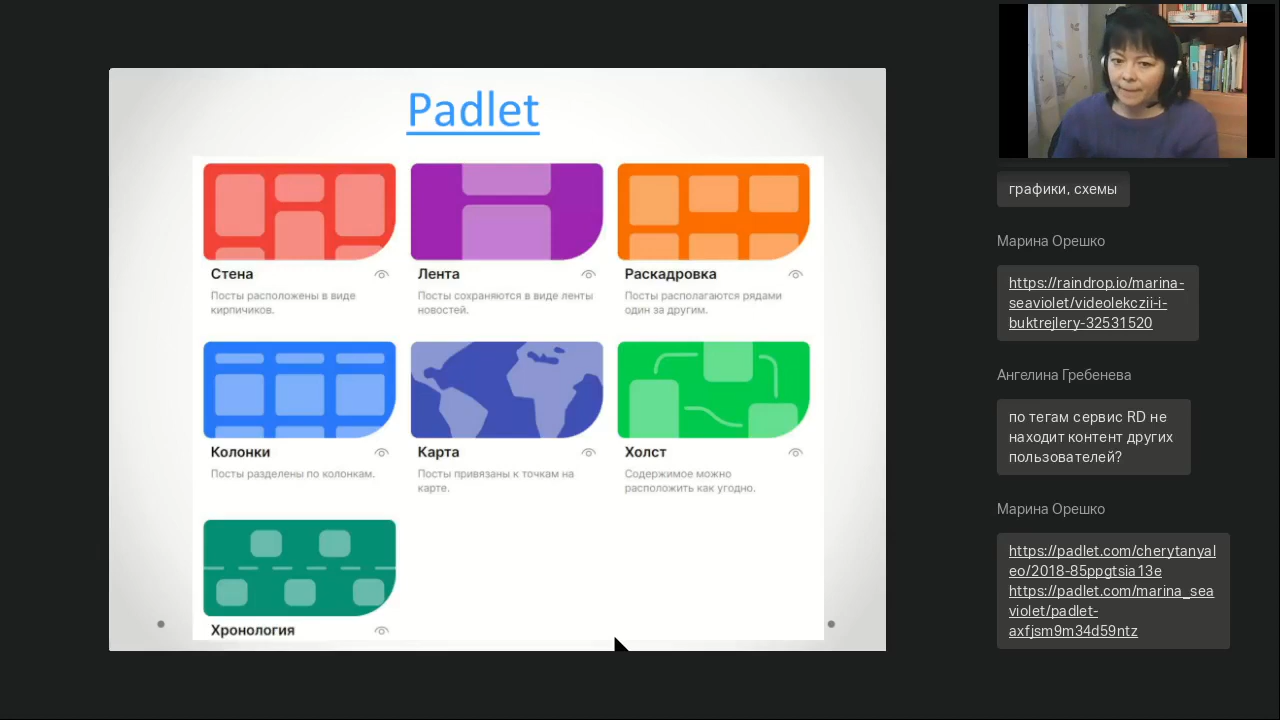 Padlet
Стена
Посты расположены в виде
кирпичиков.
Лента
Посты сохраняются в виде ленты
новостей.
Раскадровка
Посты располагаются рядами
один за другим.
Колонки
Посты разделены по колонкам.
Карта
Посты привязаны к точкам на
карте.
Холст
Содержимое можно
расположить как угодно.
Хронология
графики, схемы
Марина Орешко
https://raindrop.io/marina-
seaviolet/videolekczii-i-
buktrejlery-32531520
Ангелина Гребенева
по тегам сервис RD не
находит контент других
пользователей?
Марина Орешко
https://padlet.com/cherytanyal
eo/2018-85ppgtsia13e
https://padlet.com/marina_sea
violet/padlet-
axfjsm9m34d59ntz